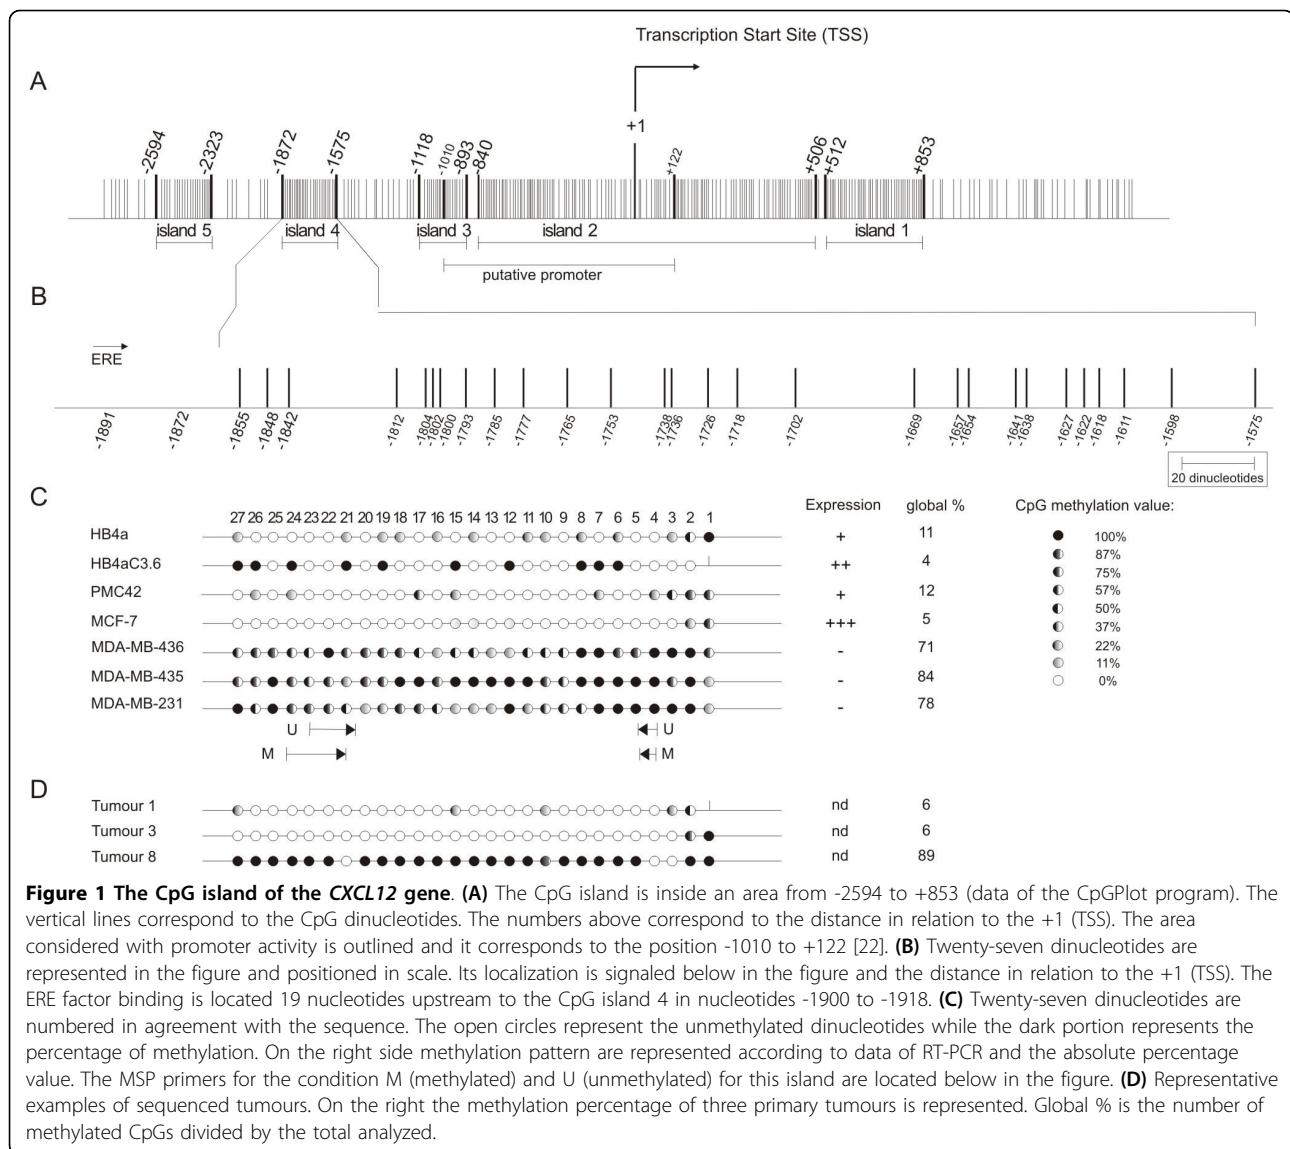 Transcription Start Site (TSS)
A
+1
-2594 -2323 -1872 -1575 -1118 -1010 -893 -840 +122 +506 +512 +853
island 5 island 4 island 3 island 2 island 1
putative promoter
B
ERE
-1891 -1872 -1855 -1848 -1842 -1812 -1804 -1802 -1800 -1793 -1785 -1777 -1765 -1753 -1738 -1736 -1726 -1718 -1702 -1669 -1657 -1654 -1641 -1638 -1627 -1622 -1618 -1611 -1598 -1575
20 dinucleotides
C
Expression global % CpG methylation value:
27 26 25 24 23 22 21 20 19 18 17 16 15 14 13 12 11 10 9 8 7 6 5 4 3 2 1
HB4a + 11
HB4aC3.6 ++ 4
PMC42 + 12
MCF-7 +++ 5
MDA-MB-436 - 71
MDA-MB-435 - 84
MDA-MB-231 - 78
100%
87%
75%
57%
50%
37%
22%
11%
0%
U U
M M
D
Tumour 1 nd 6
Tumour 3 nd 6
Tumour 8 nd 89
Figure 1 The CpG island of the CXCL12 gene. (A) The CpG island is inside an area from -2594 to +853 (data of the CpGPlot program). The
vertical lines correspond to the CpG dinucleotides. The numbers above correspond to the distance in relation to the +1 (TSS). The area
considered with promoter activity is outlined and it corresponds to the position -1010 to +122 [22]. (B) Twenty-seven dinucleotides are
represented in the figure and positioned in scale. Its localization is signaled below in the figure and the distance in relation to the +1 (TSS). The
ERE factor binding is located 19 nucleotides upstream to the CpG island 4 in nucleotides -1900 to -1918. (C) Twenty-seven dinucleotides are
numbered in agreement with the sequence. The open circles represent the unmethylated dinucleotides while the dark portion represents the
percentage of methylation. On the right side methylation pattern are represented according to data of RT-PCR and the absolute percentage
value. The MSP primers for the condition M (methylated) and U (unmethylated) for this island are located below in the figure. (D) Representative
examples of sequenced tumours. On the right the methylation percentage of three primary tumours is represented. Global % is the number of
methylated CpGs divided by the total analyzed.